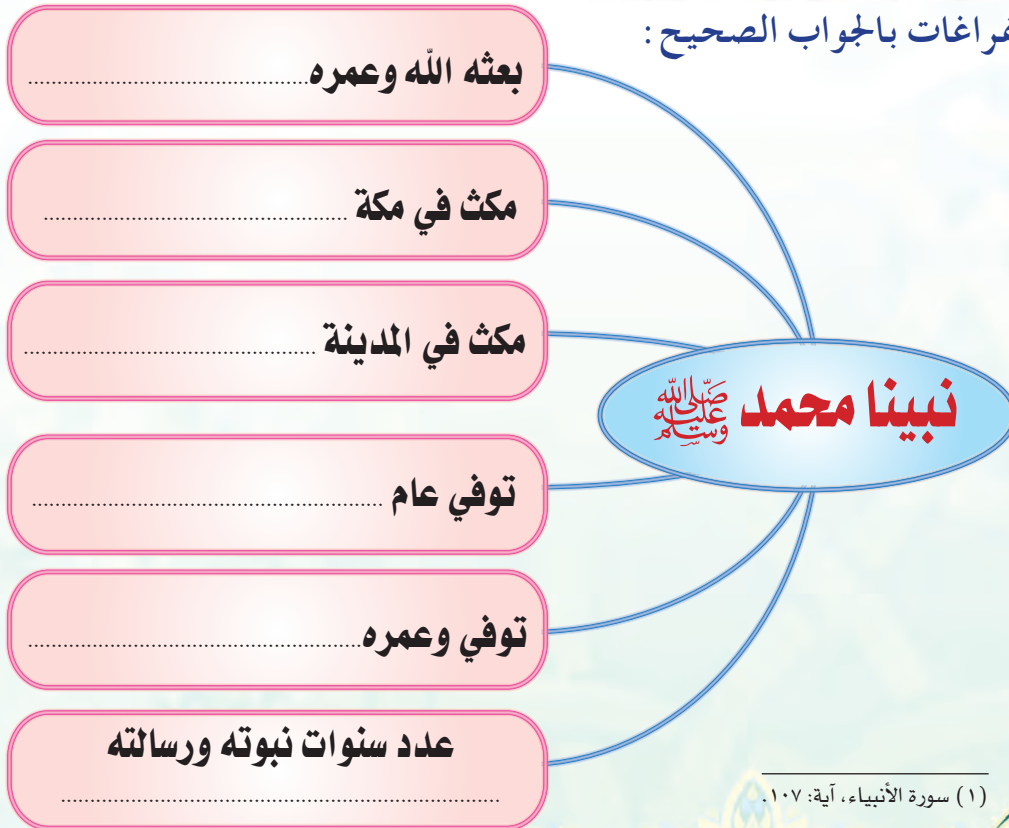 فراغات بالجواب الصحيح:
بعثه الله وعمره
مكث في مكة
مكث في المدينة
نبينا محمد صلى الله عليه وسلم
توفي عام
توفي وعمره
عدد سنوات نبوته ورسالته
(١) سورة الأنبياء، آية: ١٠٧.